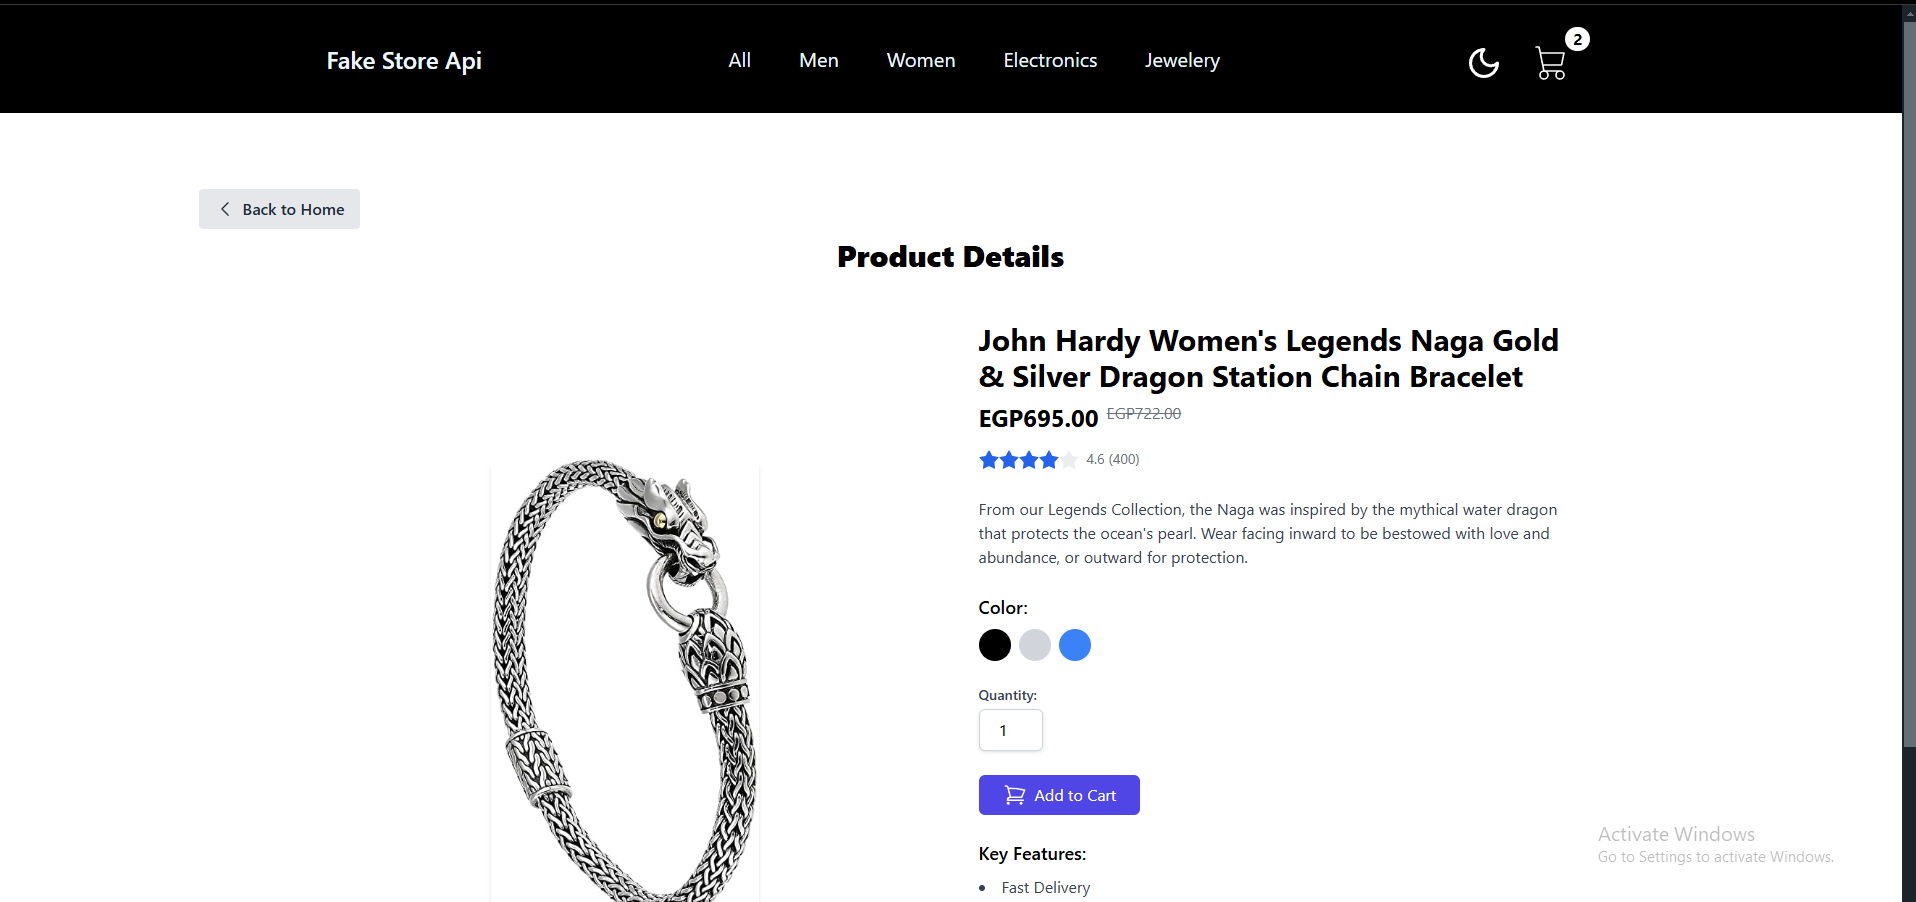 Fake Store Api
All
Men
Women
Electronics
Jewelery
2
Back to Home
Product Details
John Hardy Women's Legends Naga Gold
& Silver Dragon Station Chain Bracelet
EGP695.00 EGP722.00
4.6 (400)
From our Legends Collection, the Naga was inspired by the mythical water dragon
that protects the ocean's pearl. Wear facing inward to be bestowed with love and
abundance, or outward for protection.
Color:
Quantity:
1
Add to Cart
Key Features:
Fast Delivery
Activate Windows
Go to Settings to activate Windows.